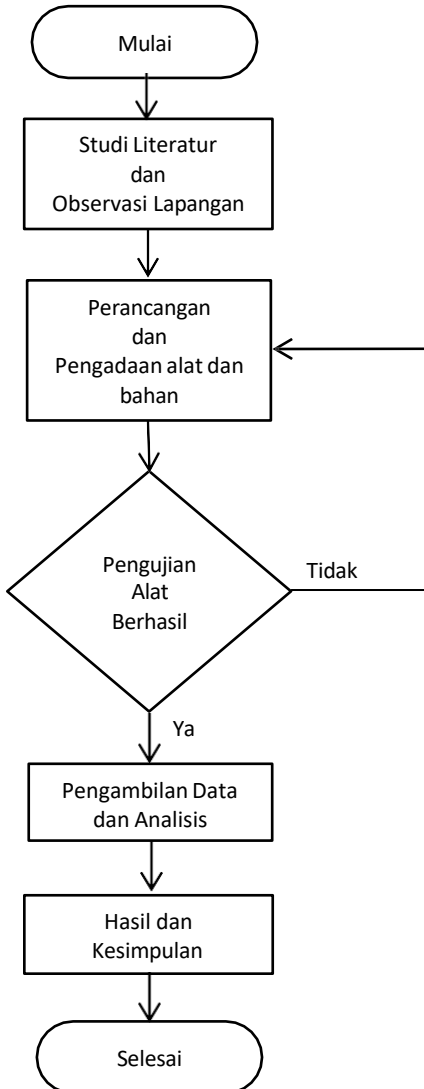 Mulai
Studi Literatur
dan
Observasi Lapangan
Perancangan
dan
Pengadaan alat dan
bahan
Pengujian
Alat
Berhasil
Tidak
Ya
Pengambilan Data
dan Analisis
Hasil dan
Kesimpulan
Selesai